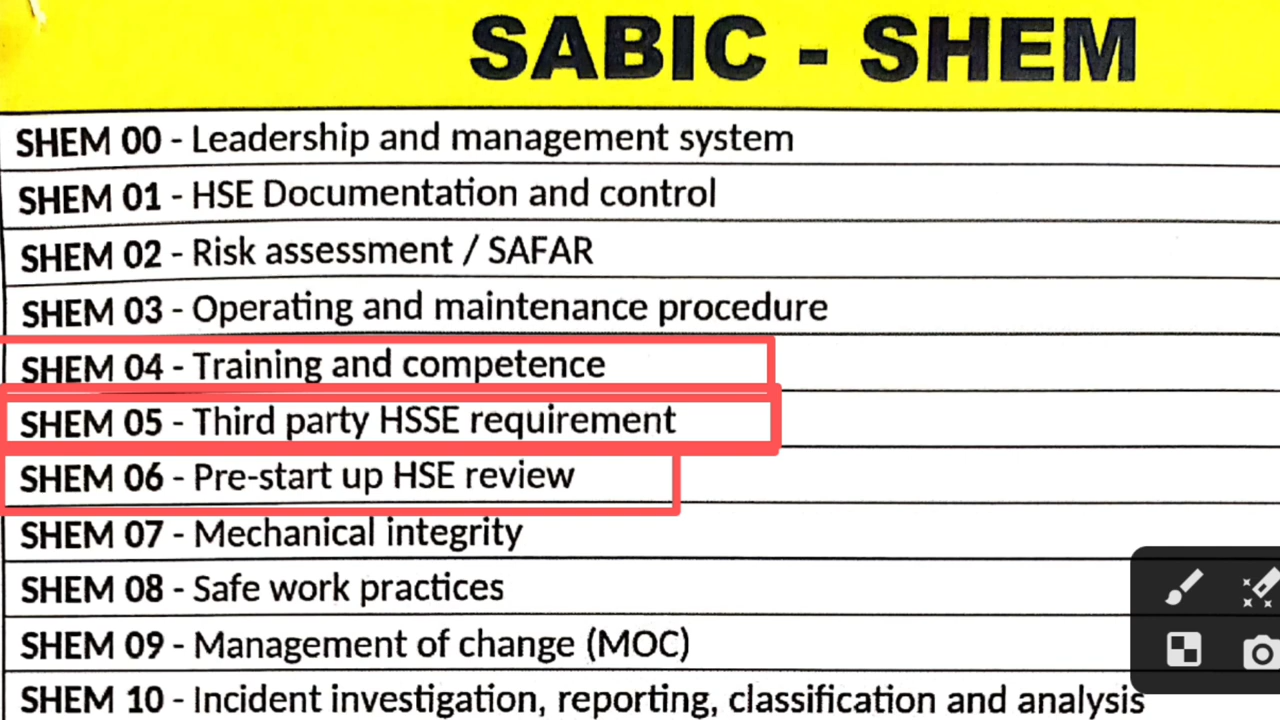 SABIC - SHEM
SHEM 00 - Leadership and management system
SHEM 01 - HSE Documentation and control
SHEM 02 - Risk assessment / SAFAR
SHEM 03 - Operating and maintenance procedure
SHEM 04 - Training and competence
SHEM 05 - Third party HSSE requirement
SHEM 06 - Pre-start up HSE review
SHEM 07 - Mechanical integrity
SHEM 08 - Safe work practices
SHEM 09 - Management of change (MOC)
SHEM 10 - Incident investigation, reporting, classification and analysis